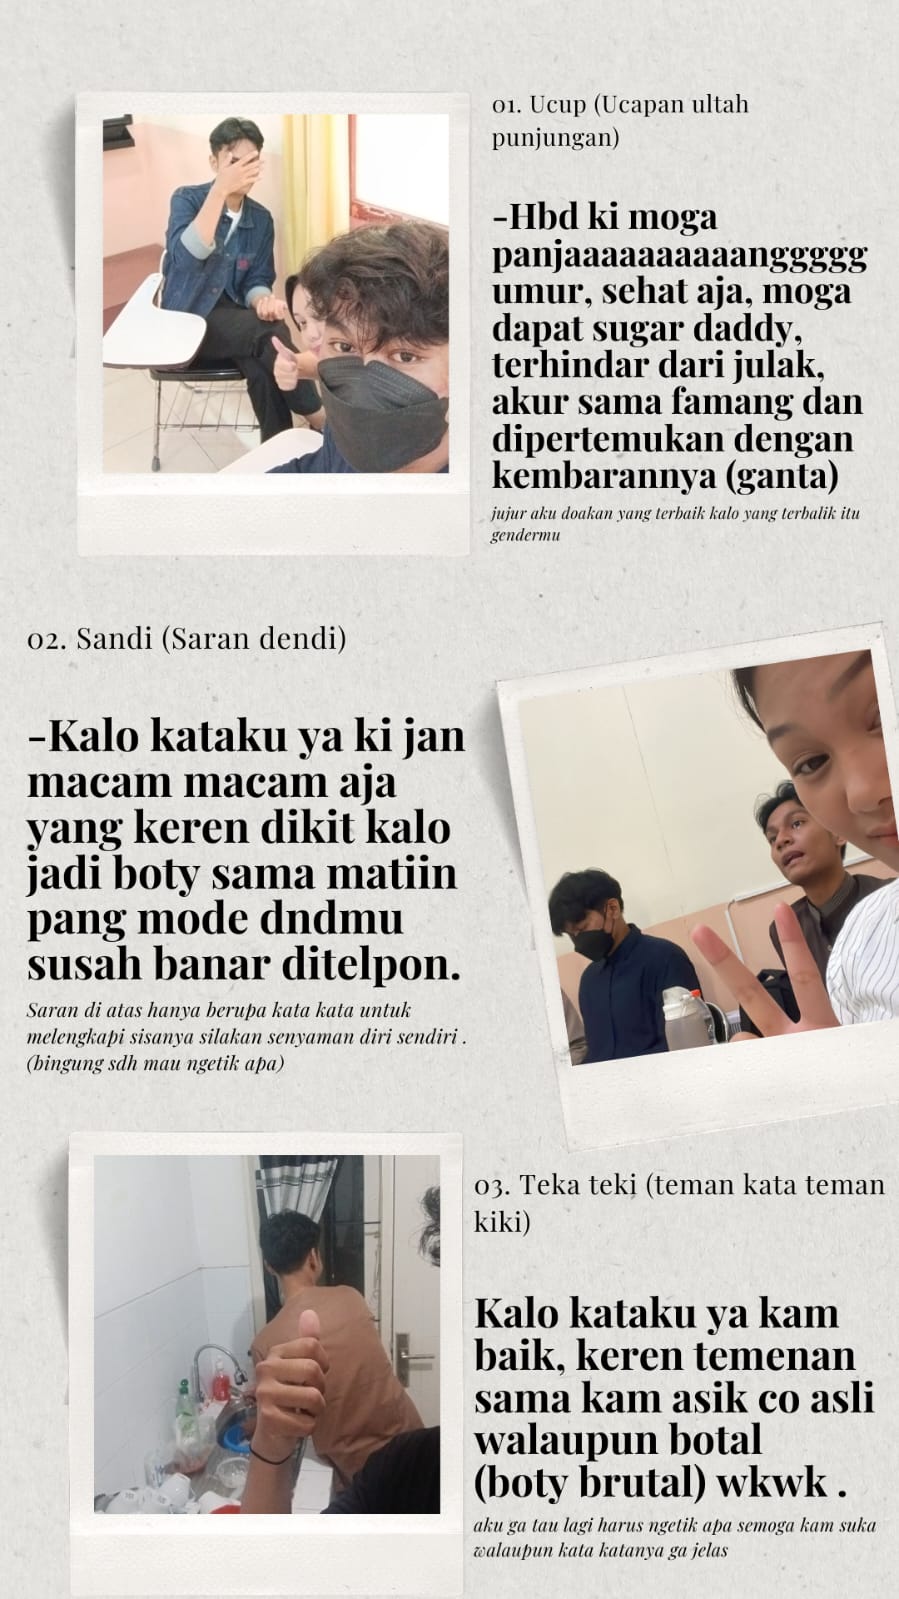 01. Ucup (Ucapan ultah
punjungan)
-Hbd ki moga
panjaaaaaaaaaanggggg
umur, sehat aja, moga
dapat sugar daddy,
terhindar dari julak,
akur sama famang dan
dipertemukan dengan
kembarannya (ganta)
jujur aku doakan yang terbaik kalo yang terbalik itu
gendermu
02. Sandi (Saran dendi)
-Kalo kataku ya ki jan
macam macam aja
yang keren dikit kalo
jadi boty sama matiin
pang mode dndmu
susah banar ditelpon.
Saran di atas hanya berupa kata kata untuk
melengkapi sisanya silakan senyaman diri sendiri .
(bingung sdh mau ngetik apa)
03. Teka teki (teman kata teman
kiki)
Kalo kataku ya kam
baik, keren temenan
sama kam asik co asli
walaupun botal
(boty brutal) wkwk .
aku ga tau lagi harus ngetik apa semoga kam suka
walaupun kata katanya ga jelas